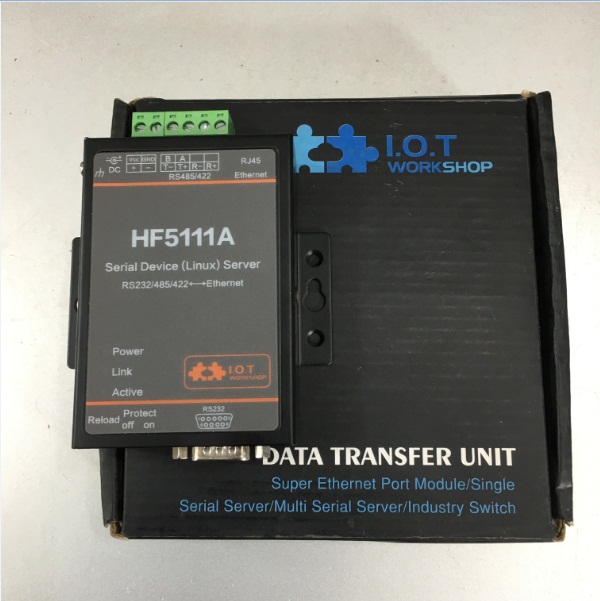 I.O.T
WORKSHOP
DC
Vcc GND B A
+ - T- T+ R- R+
RS485/422
RJ45
Ethernet
HF5111A
Serial Device (Linux) Server
RS232/485/422←→Ethernet
Power
Link
Active
I.O.T
WORKSHOP
Reload
Protect
off on
RS232
DATA TRANSFER UNIT
Super Ethernet Port Module/Single
Serial Server/Multi Serial Server/Industry Switch